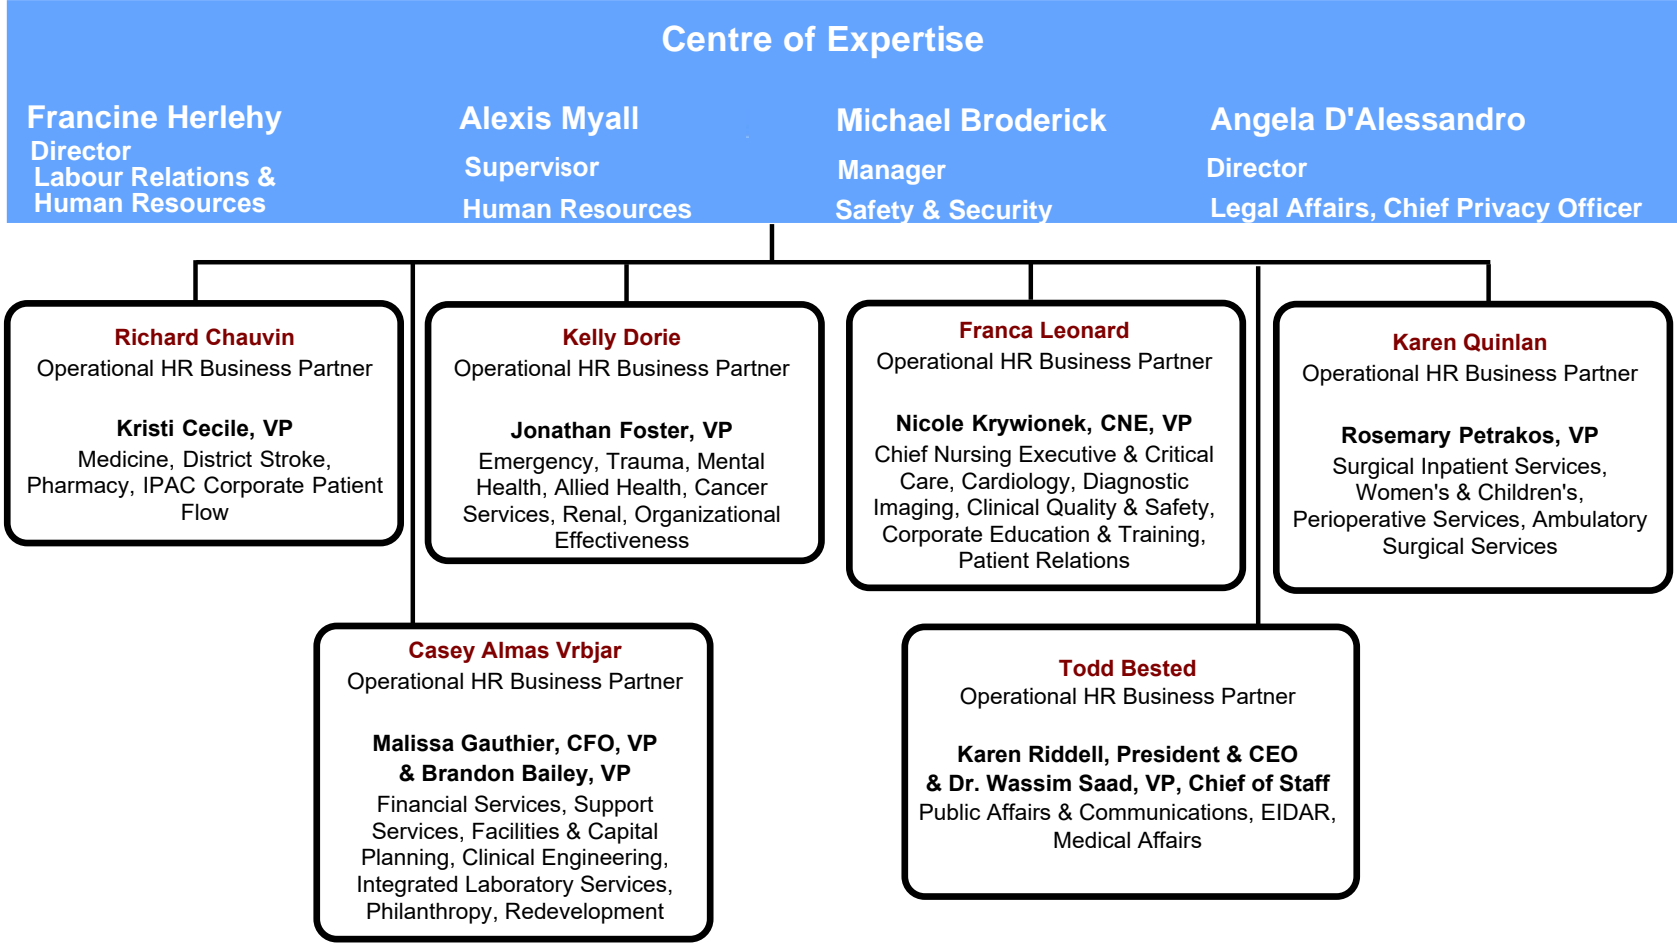 Centre of Expertise
Francine Herlehy
Director
Labour Relations &
Human Resources
Alexis Myall
Supervisor
Human Resources
Michael Broderick
Manager
Safety & Security
Angela D'Alessandro
Director
Legal Affairs, Chief Privacy Officer
Richard Chauvin
Operational HR Business Partner
Kristi Cecile, VP
Medicine, District Stroke,
Pharmacy, IPAC Corporate Patient
Flow
Kelly Dorie
Operational HR Business Partner
Jonathan Foster, VP
Emergency, Trauma, Mental
Health, Allied Health, Cancer
Services, Renal, Organizational
Effectiveness
Franca Leonard
Operational HR Business Partner
Nicole Krywionek, CNE, VP
Chief Nursing Executive & Critical
Care, Cardiology, Diagnostic
Imaging, Clinical Quality & Safety,
Corporate Education & Training,
Patient Relations
Karen Quinlan
Operational HR Business Partner
Rosemary Petrakos, VP
Surgical Inpatient Services,
Women's & Children's,
Perioperative Services, Ambulatory
Surgical Services
Casey Almas Vrbjar
Operational HR Business Partner
Malissa Gauthier, CFO, VP
& Brandon Bailey, VP
Financial Services, Support
Services, Facilities & Capital
Planning, Clinical Engineering,
Integrated Laboratory Services,
Philanthropy, Redevelopment
Todd Bested
Operational HR Business Partner
Karen Riddell, President & CEO
& Dr. Wassim Saad, VP, Chief of Staff
Public Affairs & Communications, EIDAR,
Medical Affairs